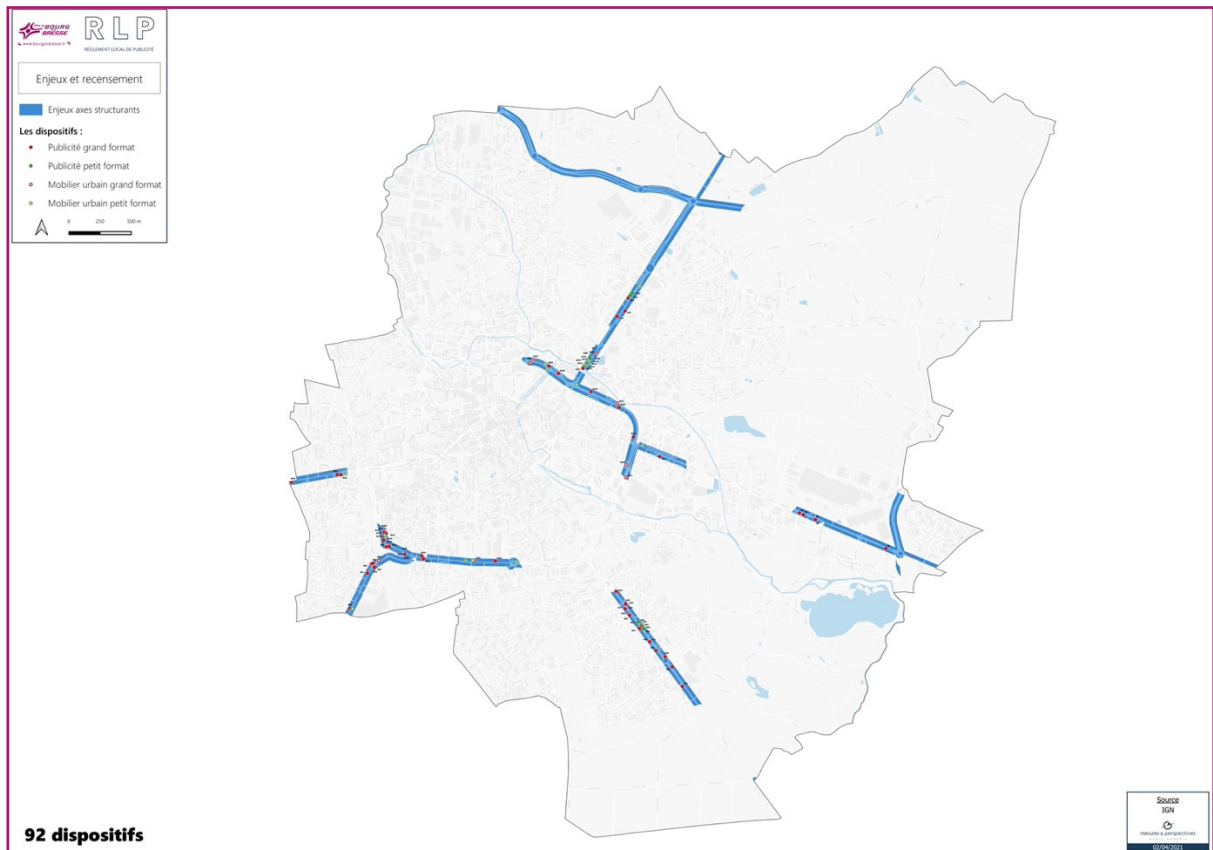 BOURG
BRESSE
www.bourgenbresse.fr
RLP
RÈGLEMENT LOCAL DE PUBLICITÉ
Enjeux et recensement
Enjeux axes structurants
Les dispositifs :
Publicité grand format
Publicité petit format
Mobilier urbain grand format
Mobilier urbain petit format
0 250 500 m
92 dispositifs
Source
IGN
mesures & perspectives
02/04/2021